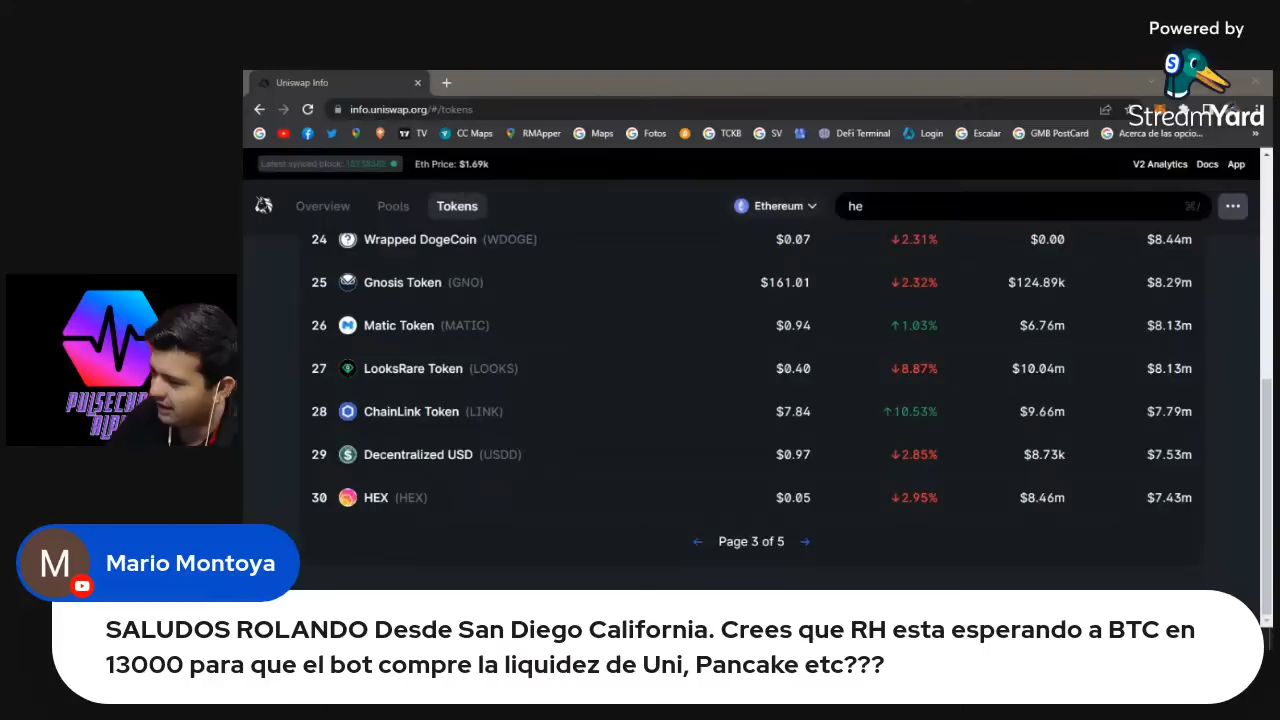 Powered by
StreamYard
Uniswap Info
info.uniswap.org/#/tokens
TV CC Maps RMApper Maps Fotos TCKB SV DeFi Terminal Login Escalar GMB PostCard Acerca de las opcio... »
Latest synced block: Eth Price: $1.69k V2 Analytics Docs App
Overview Pools Tokens Ethereum he ⌘/
24 Wrapped DogeCoin (WDOGE) $0.07 ↓2.31% $0.00 $8.44m
25 Gnosis Token (GNO) $161.01 ↓2.32% $124.89k $8.29m
26 Matic Token (MATIC) $0.94 ↑1.03% $6.76m $8.13m
27 LooksRare Token (LOOKS) $0.40 ↓8.87% $10.04m $8.13m
28 ChainLink Token (LINK) $7.84 ↑10.53% $9.66m $7.79m
29 Decentralized USD (USDD) $0.97 ↓2.85% $8.73k $7.53m
30 HEX (HEX) $0.05 ↓2.95% $8.46m $7.43m
← Page 3 of 5 →
M Mario Montoya
SALUDOS ROLANDO Desde San Diego California. Crees que RH esta esperando a BTC en
13000 para que el bot compre la liquidez de Uni, Pancake etc???